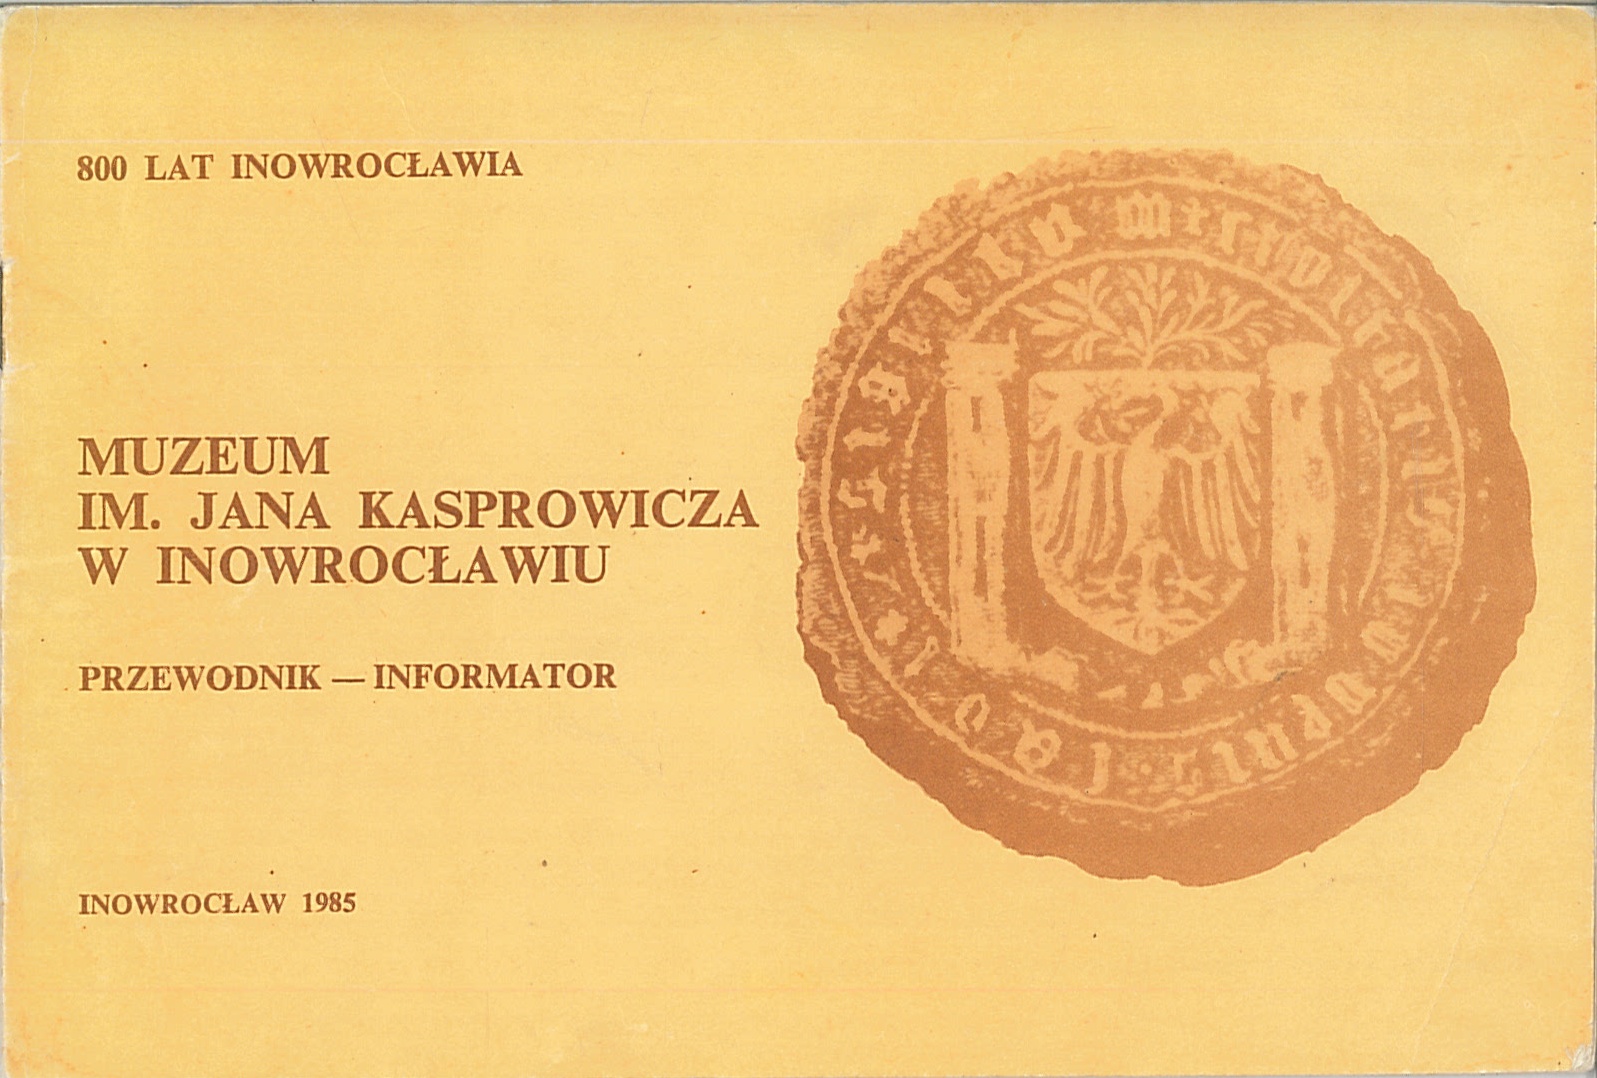 800 LAT INOWROCŁAWIA
MUZEUM
IM. JANA KASPROWICZA
W INOWROCŁAWIU
PRZEWODNIK — INFORMATOR
INOWROCŁAW 1985